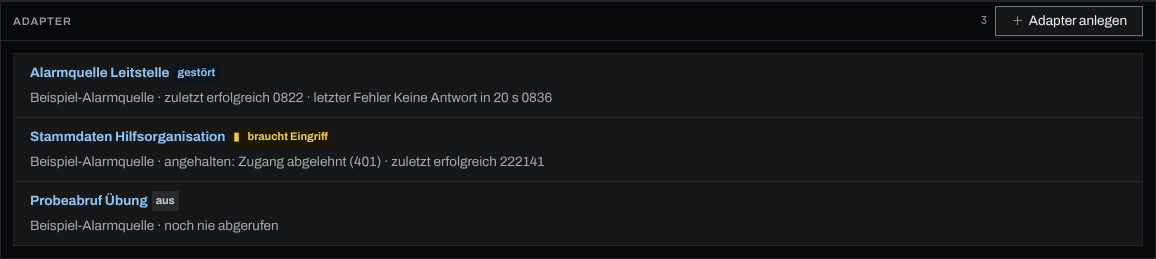 ADAPTER
3
+ Adapter anlegen
Alarmquelle Leitstelle gestört
Beispiel-Alarmquelle · zuletzt erfolgreich 0822 · letzter Fehler Keine Antwort in 20 s 0836
Stammdaten Hilfsorganisation braucht Eingriff
Beispiel-Alarmquelle · angehalten: Zugang abgelehnt (401) · zuletzt erfolgreich 222141
Probeabruf Übung aus
Beispiel-Alarmquelle · noch nie abgerufen